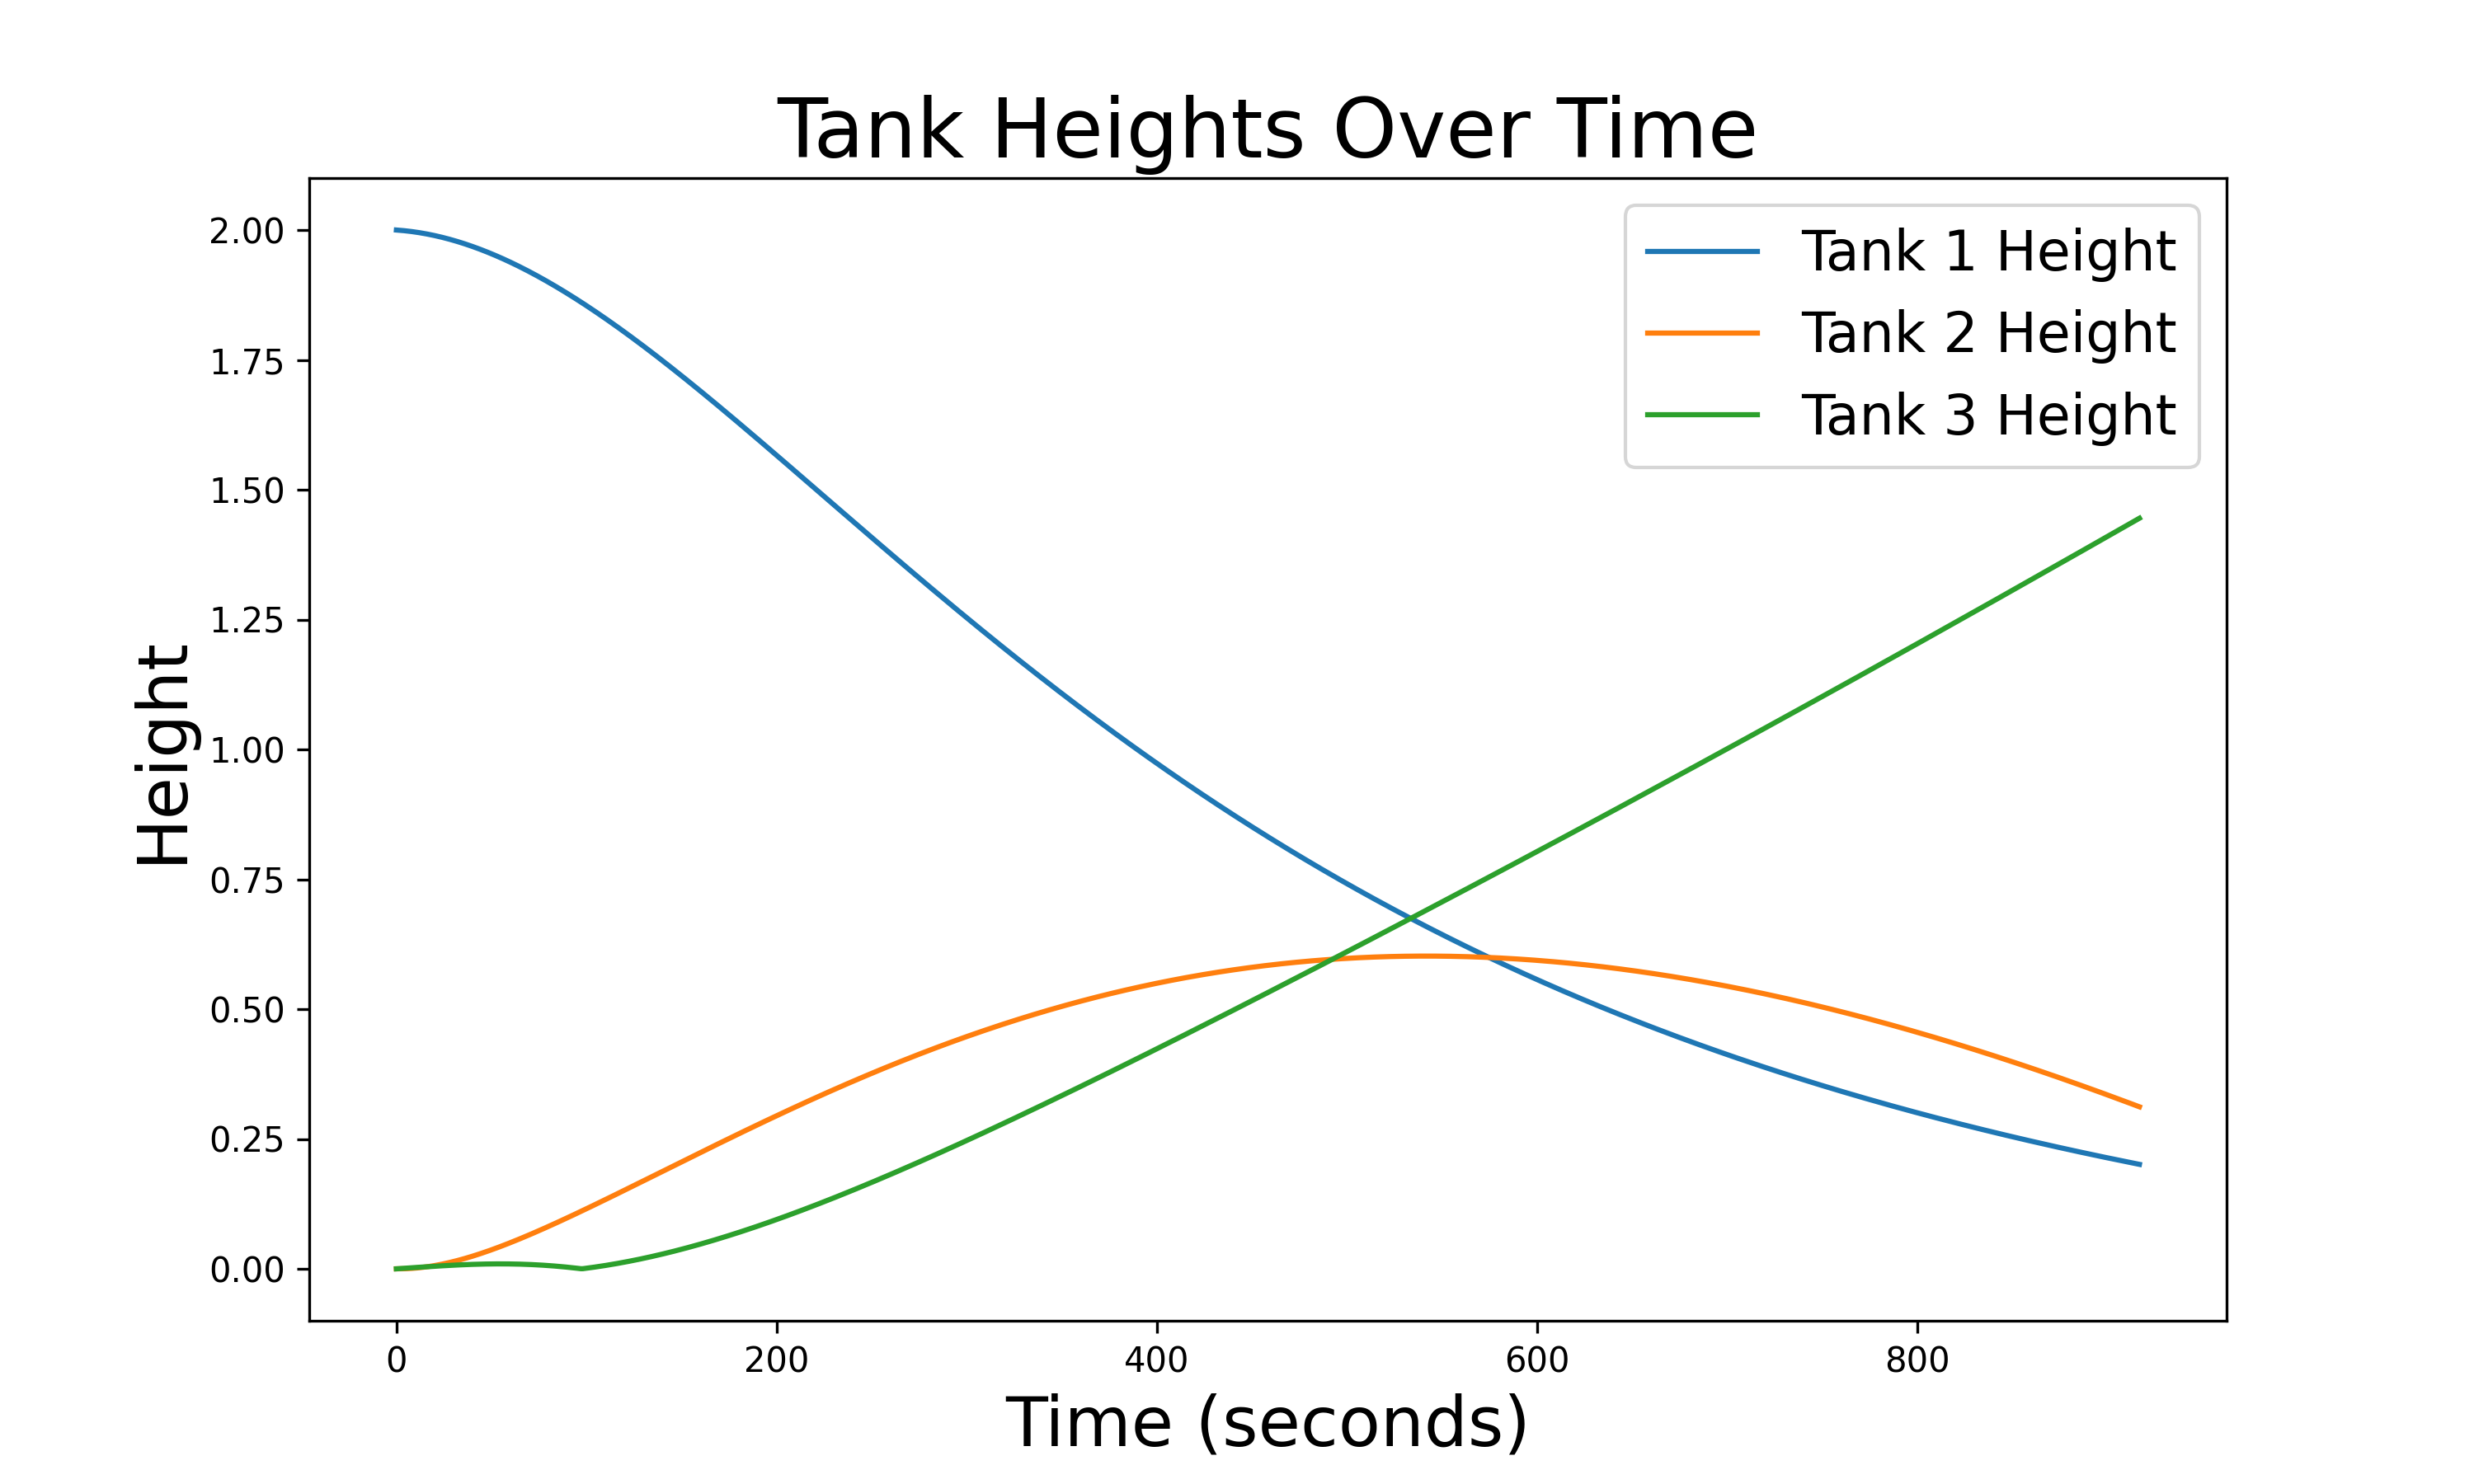 Tank Heights Over Time
Tank 1 Height
Tank 2 Height
Tank 3 Height
Height
2.00
1.75
1.50
1.25
1.00
0.75
0.50
0.25
0.00
0 200 400 600 800
Time (seconds)